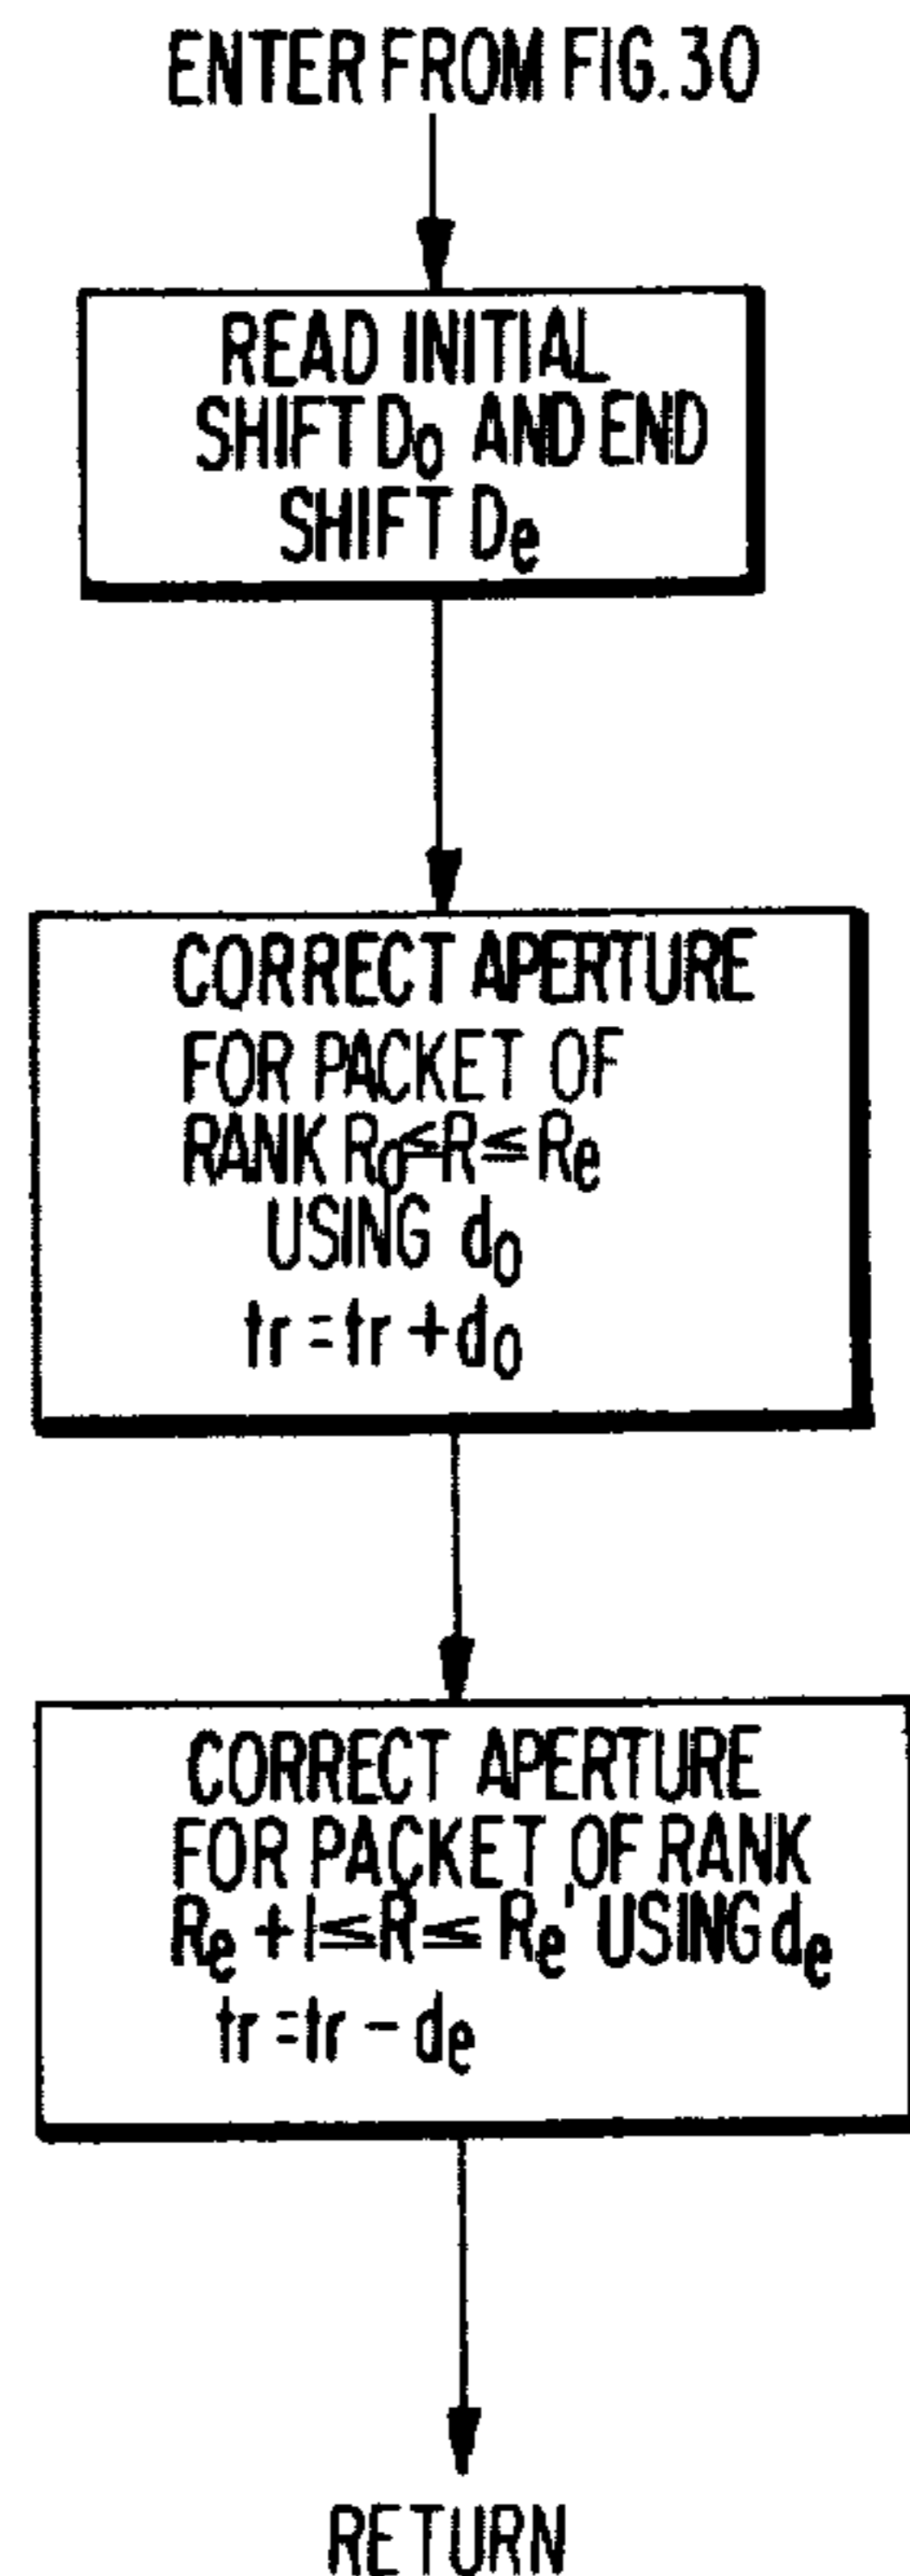 ENTER FROM FIG. 30
READ INITIAL
SHIFT D₀ AND END
SHIFT Dₑ
CORRECT APERTURE
FOR PACKET OF
RANK R₀≤R≤Rₑ
USING d₀
tr = tr + d₀
CORRECT APERTURE
FOR PACKET OF RANK
Rₑ + 1≤R≤ Rₑ' USING dₑ
tr = tr - dₑ
RETURN